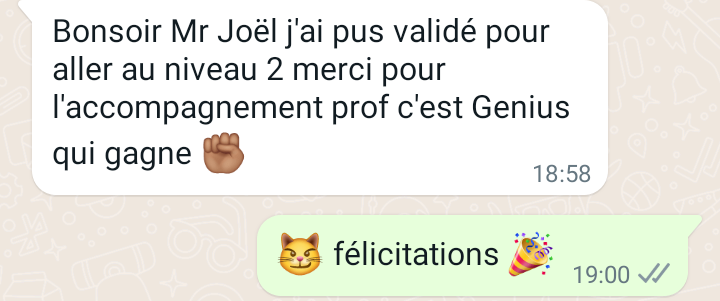 Bonsoir Mr Joël j'ai pus validé pour
aller au niveau 2 merci pour
l'accompagnement prof c'est Genius
qui gagne ✊🏾
18:58
😼 félicitations 🎉
19:00